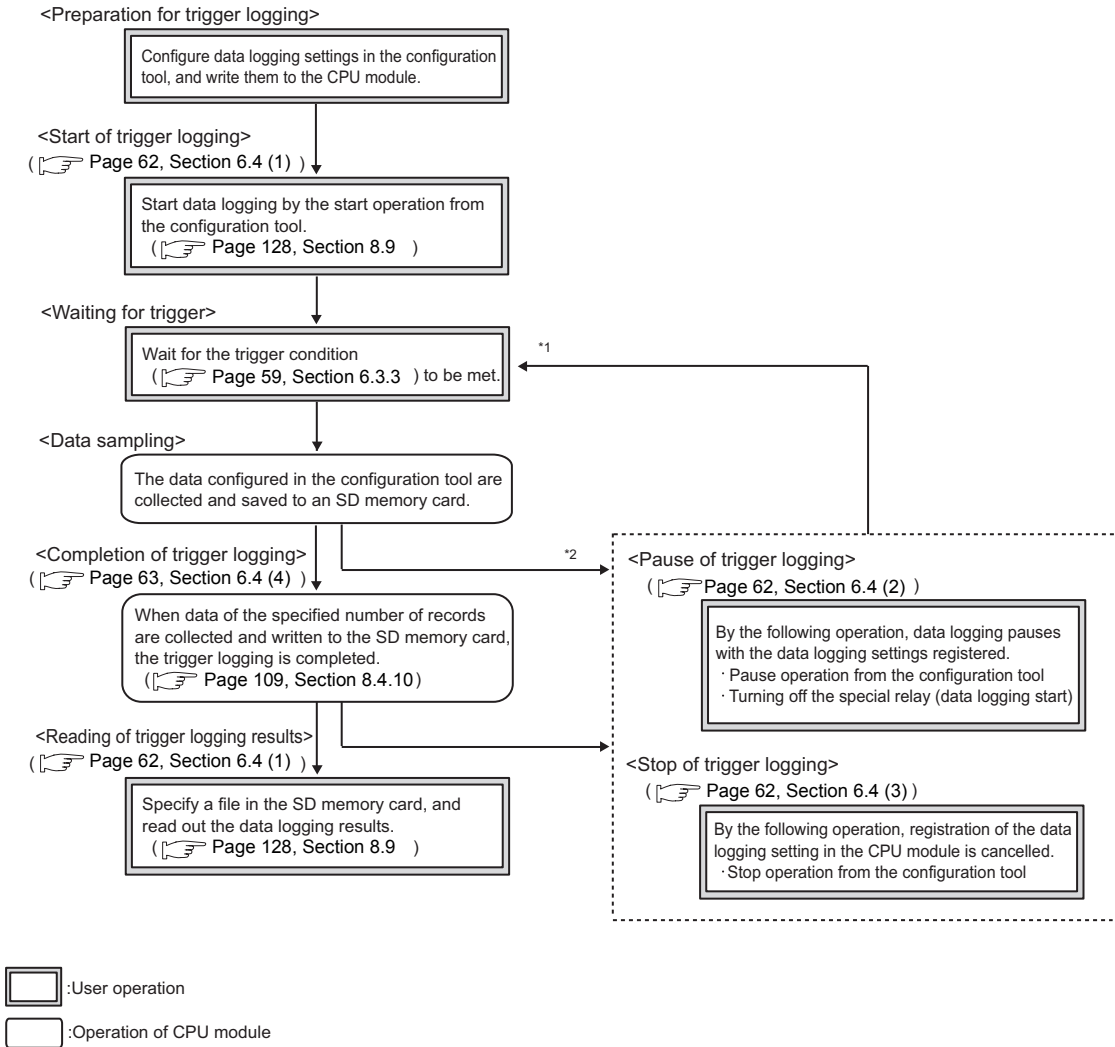 <Preparation for trigger logging>
Configure data logging settings in the configuration
tool, and write them to the CPU module.
<Start of trigger logging>
( Page 62, Section 6.4 (1) )
Start data logging by the start operation from
the configuration tool.
( Page 128, Section 8.9 )
<Waiting for trigger>
Wait for the trigger condition
( Page 59, Section 6.3.3 ) to be met.
*1
<Data sampling>
The data configured in the configuration tool are
collected and saved to an SD memory card.
<Completion of trigger logging>
( Page 63, Section 6.4 (4) )
*2
When data of the specified number of records
are collected and written to the SD memory card,
the trigger logging is completed.
( Page 109, Section 8.4.10)
<Reading of trigger logging results>
( Page 62, Section 6.4 (1) )
Specify a file in the SD memory card, and
read out the data logging results.
( Page 128, Section 8.9 )
<Pause of trigger logging>
( Page 62, Section 6.4 (2) )
By the following operation, data logging pauses
with the data logging settings registered.
· Pause operation from the configuration tool
· Turning off the special relay (data logging start)
<Stop of trigger logging>
( Page 62, Section 6.4 (3) )
By the following operation, registration of the data
logging setting in the CPU module is cancelled.
· Stop operation from the configuration tool
:User operation
:Operation of CPU module